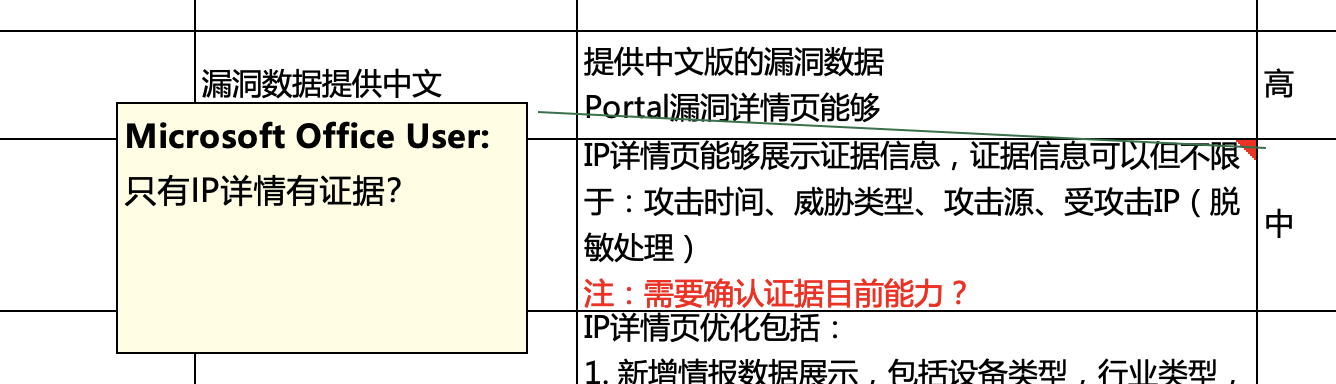 漏洞数据提供中文
提供中文版的漏洞数据
Portal漏洞详情页能够
高
Microsoft Office User:
只有IP详情有证据？
IP详情页能够展示证据信息，证据信息可以但不限
于：攻击时间、威胁类型、攻击源、受攻击IP（脱
敏处理）
注：需要确认证据目前能力？
中
IP详情页优化包括：
1. 新增情报数据展示，包括设备类型，行业类型，